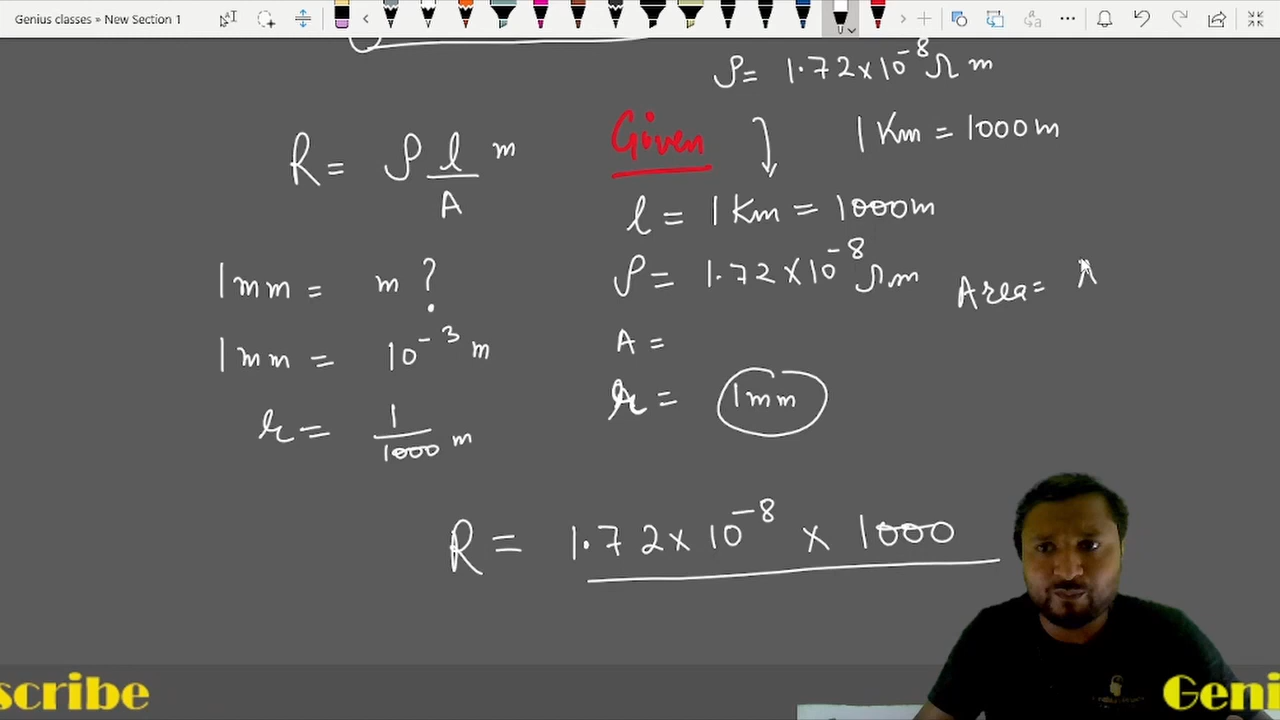 Genius classes » New Section 1
ρ = 1.72×10⁻⁸ Ω m
Given
1 Km = 1000 m
R = ρ l/A m
l = 1 Km = 1000m
1mm = m ?
ρ = 1.72×10⁻⁸ Ωm
Area =
1mm = 10⁻³ m
A =
r = 1/1000 m
r = 1mm
R = 1.72×10⁻⁸ × 1000
scribe
Geni